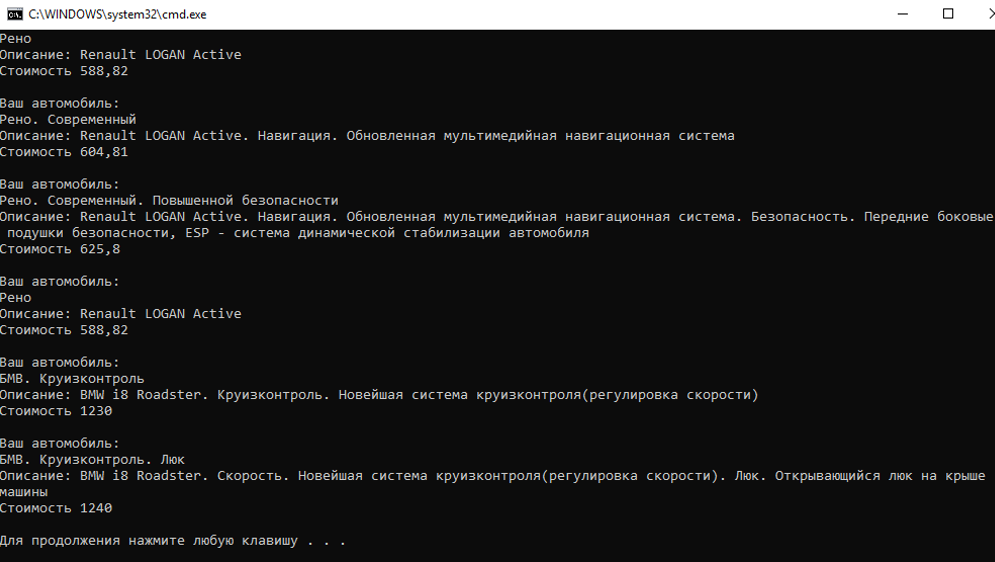 C:\WINDOWS\system32\cmd.exe
Рено
Описание: Renault LOGAN Active
Стоимость 588,82
Ваш автомобиль:
Рено. Современный
Описание: Renault LOGAN Active. Навигация. Обновленная мультимедийная навигационная система
Стоимость 604,81
Ваш автомобиль:
Рено. Современный. Повышенной безопасности
Описание: Renault LOGAN Active. Навигация. Обновленная мультимедийная навигационная система. Безопасность. Передние боковые
подушки безопасности, ESP - система динамической стабилизации автомобиля
Стоимость 625,8
Ваш автомобиль:
Рено
Описание: Renault LOGAN Active
Стоимость 588,82
Ваш автомобиль:
БМВ. Круизконтроль
Описание: BMW i8 Roadster. Круизконтроль. Новейшая система круизконтроля(регулировка скорости)
Стоимость 1230
Ваш автомобиль:
БМВ. Круизконтроль. Люк
Описание: BMW i8 Roadster. Скорость. Новейшая система круизконтроля(регулировка скорости). Люк. Открывающийся люк на крыше
машины
Стоимость 1240
Для продолжения нажмите любую клавишу . . .